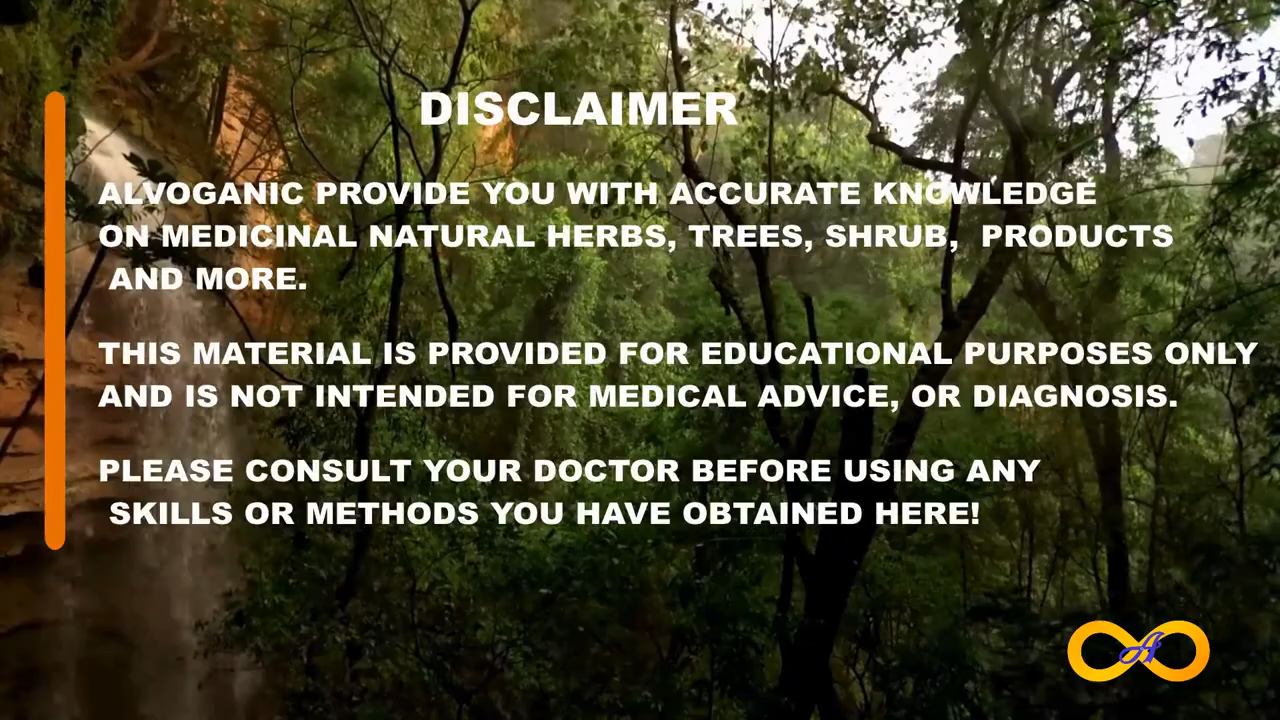 DISCLAIMER
ALVOGANIC PROVIDE YOU WITH ACCURATE KNOWLEDGE
ON MEDICINAL NATURAL HERBS, TREES, SHRUB, PRODUCTS
AND MORE.
THIS MATERIAL IS PROVIDED FOR EDUCATIONAL PURPOSES ONLY
AND IS NOT INTENDED FOR MEDICAL ADVICE, OR DIAGNOSIS.
PLEASE CONSULT YOUR DOCTOR BEFORE USING ANY
SKILLS OR METHODS YOU HAVE OBTAINED HERE!
A